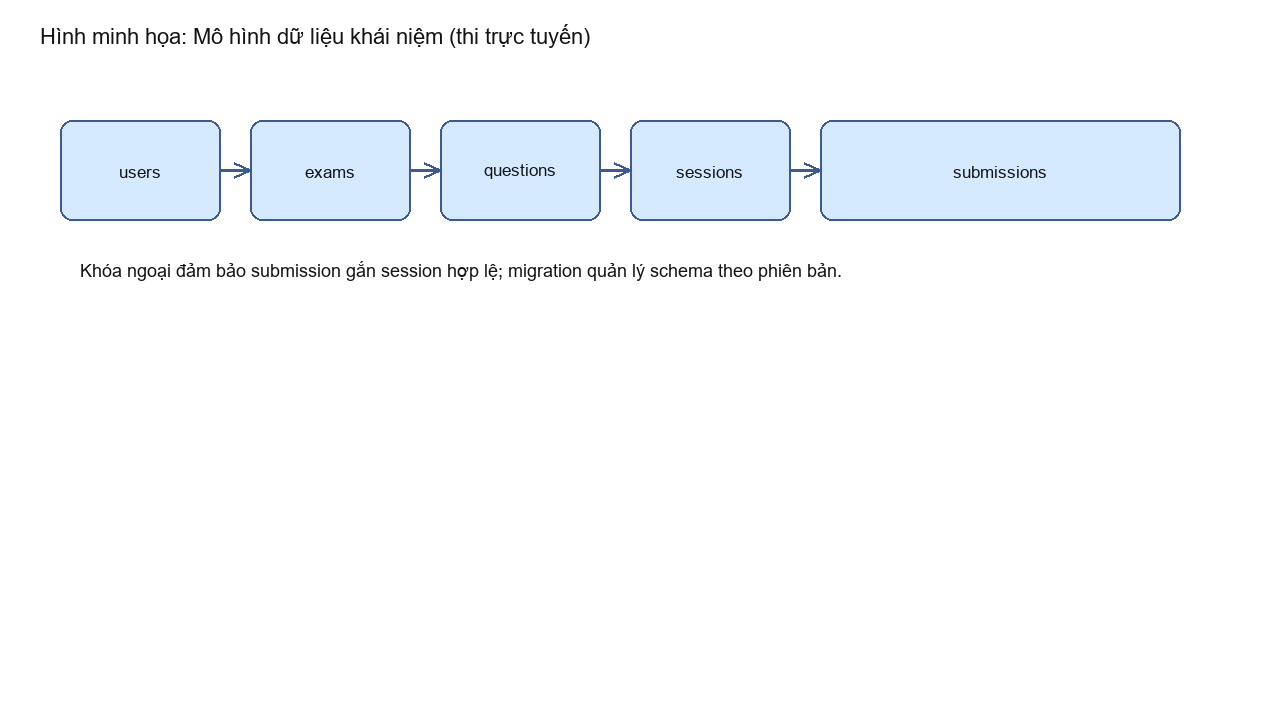 Hình minh họa: Mô hình dữ liệu khái niệm (thi trực tuyến)
users
exams
questions
sessions
submissions
Khóa ngoại đảm bảo submission gắn session hợp lệ; migration quản lý schema theo phiên bản.